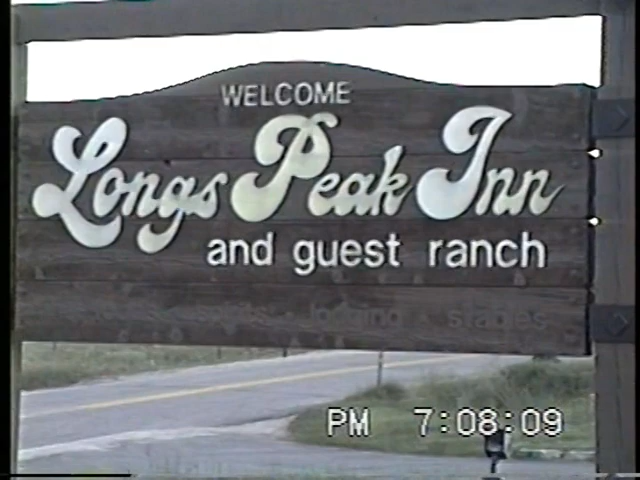 WELCOME
Longs Peak Inn
and guest ranch
lodging • stables
PM 7:08:09